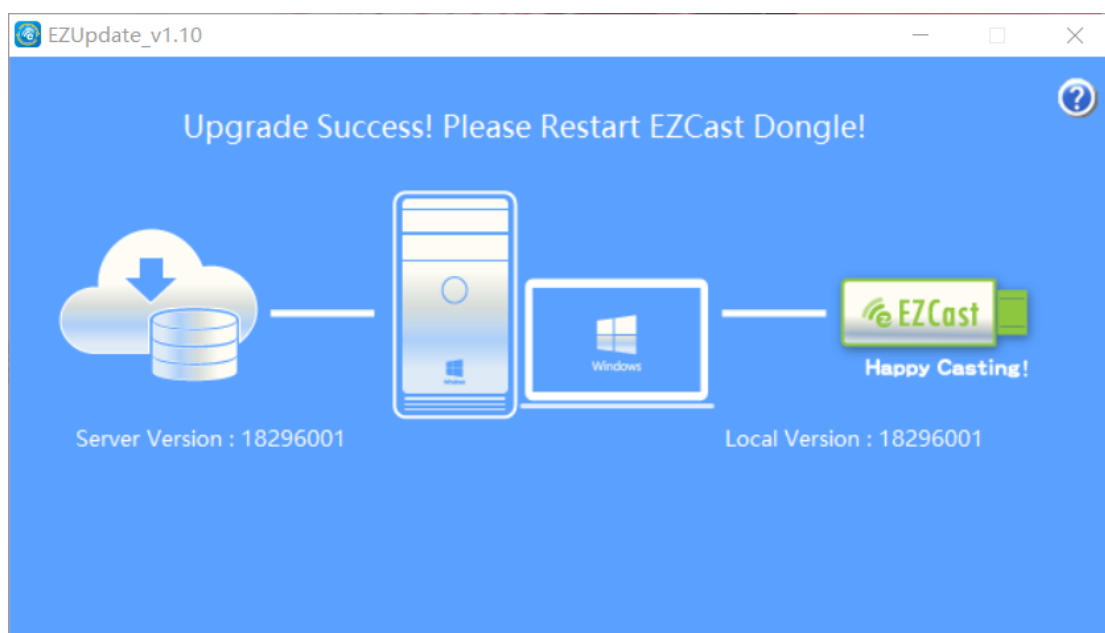 EZUpdate_v1.10
Upgrade Success! Please Restart EZCast Dongle!
Windows
EZCast
Happy Casting!
Server Version : 18296001
Local Version : 18296001